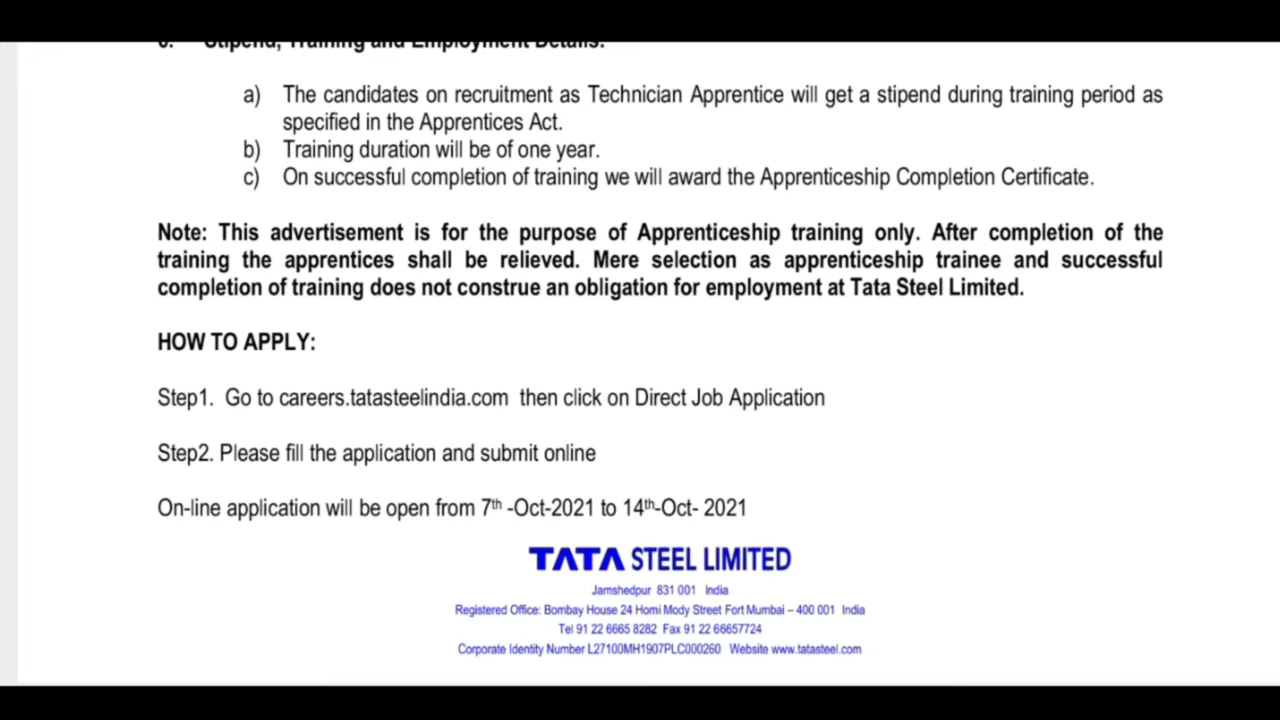 6. Stipend, Training and Employment Details:
a) The candidates on recruitment as Technician Apprentice will get a stipend during training period as
specified in the Apprentices Act.
b) Training duration will be of one year.
c) On successful completion of training we will award the Apprenticeship Completion Certificate.
Note: This advertisement is for the purpose of Apprenticeship training only. After completion of the
training the apprentices shall be relieved. Mere selection as apprenticeship trainee and successful
completion of training does not construe an obligation for employment at Tata Steel Limited.
HOW TO APPLY:
Step1. Go to careers.tatasteelindia.com then click on Direct Job Application
Step2. Please fill the application and submit online
On-line application will be open from 7th -Oct-2021 to 14th-Oct- 2021
TATA STEEL LIMITED
Jamshedpur 831 001 India
Registered Office: Bombay House 24 Homi Mody Street Fort Mumbai – 400 001 India
Tel 91 22 6665 8282 Fax 91 22 66657724
Corporate Identity Number L27100MH1907PLC000260 Website www.tatasteel.com